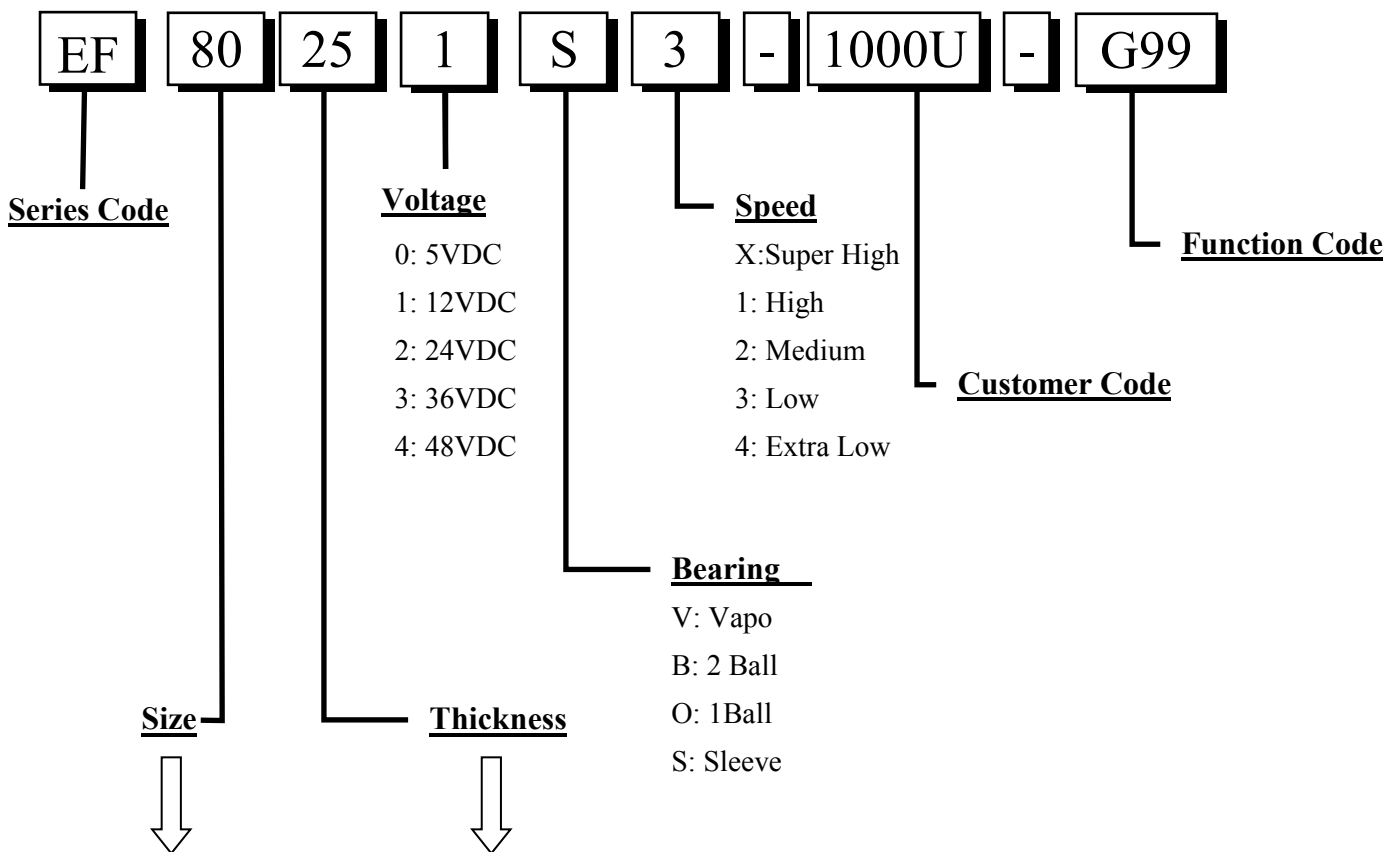 EF 80 25 1 S 3 - 1000U - G99
Series Code
Voltage
0: 5VDC
1: 12VDC
2: 24VDC
3: 36VDC
4: 48VDC
Speed
X:Super High
1: High
2: Medium
3: Low
4: Extra Low
Function Code
Customer Code
Bearing
V: Vapo
B: 2 Ball
O: 1Ball
S: Sleeve
Size
Thickness